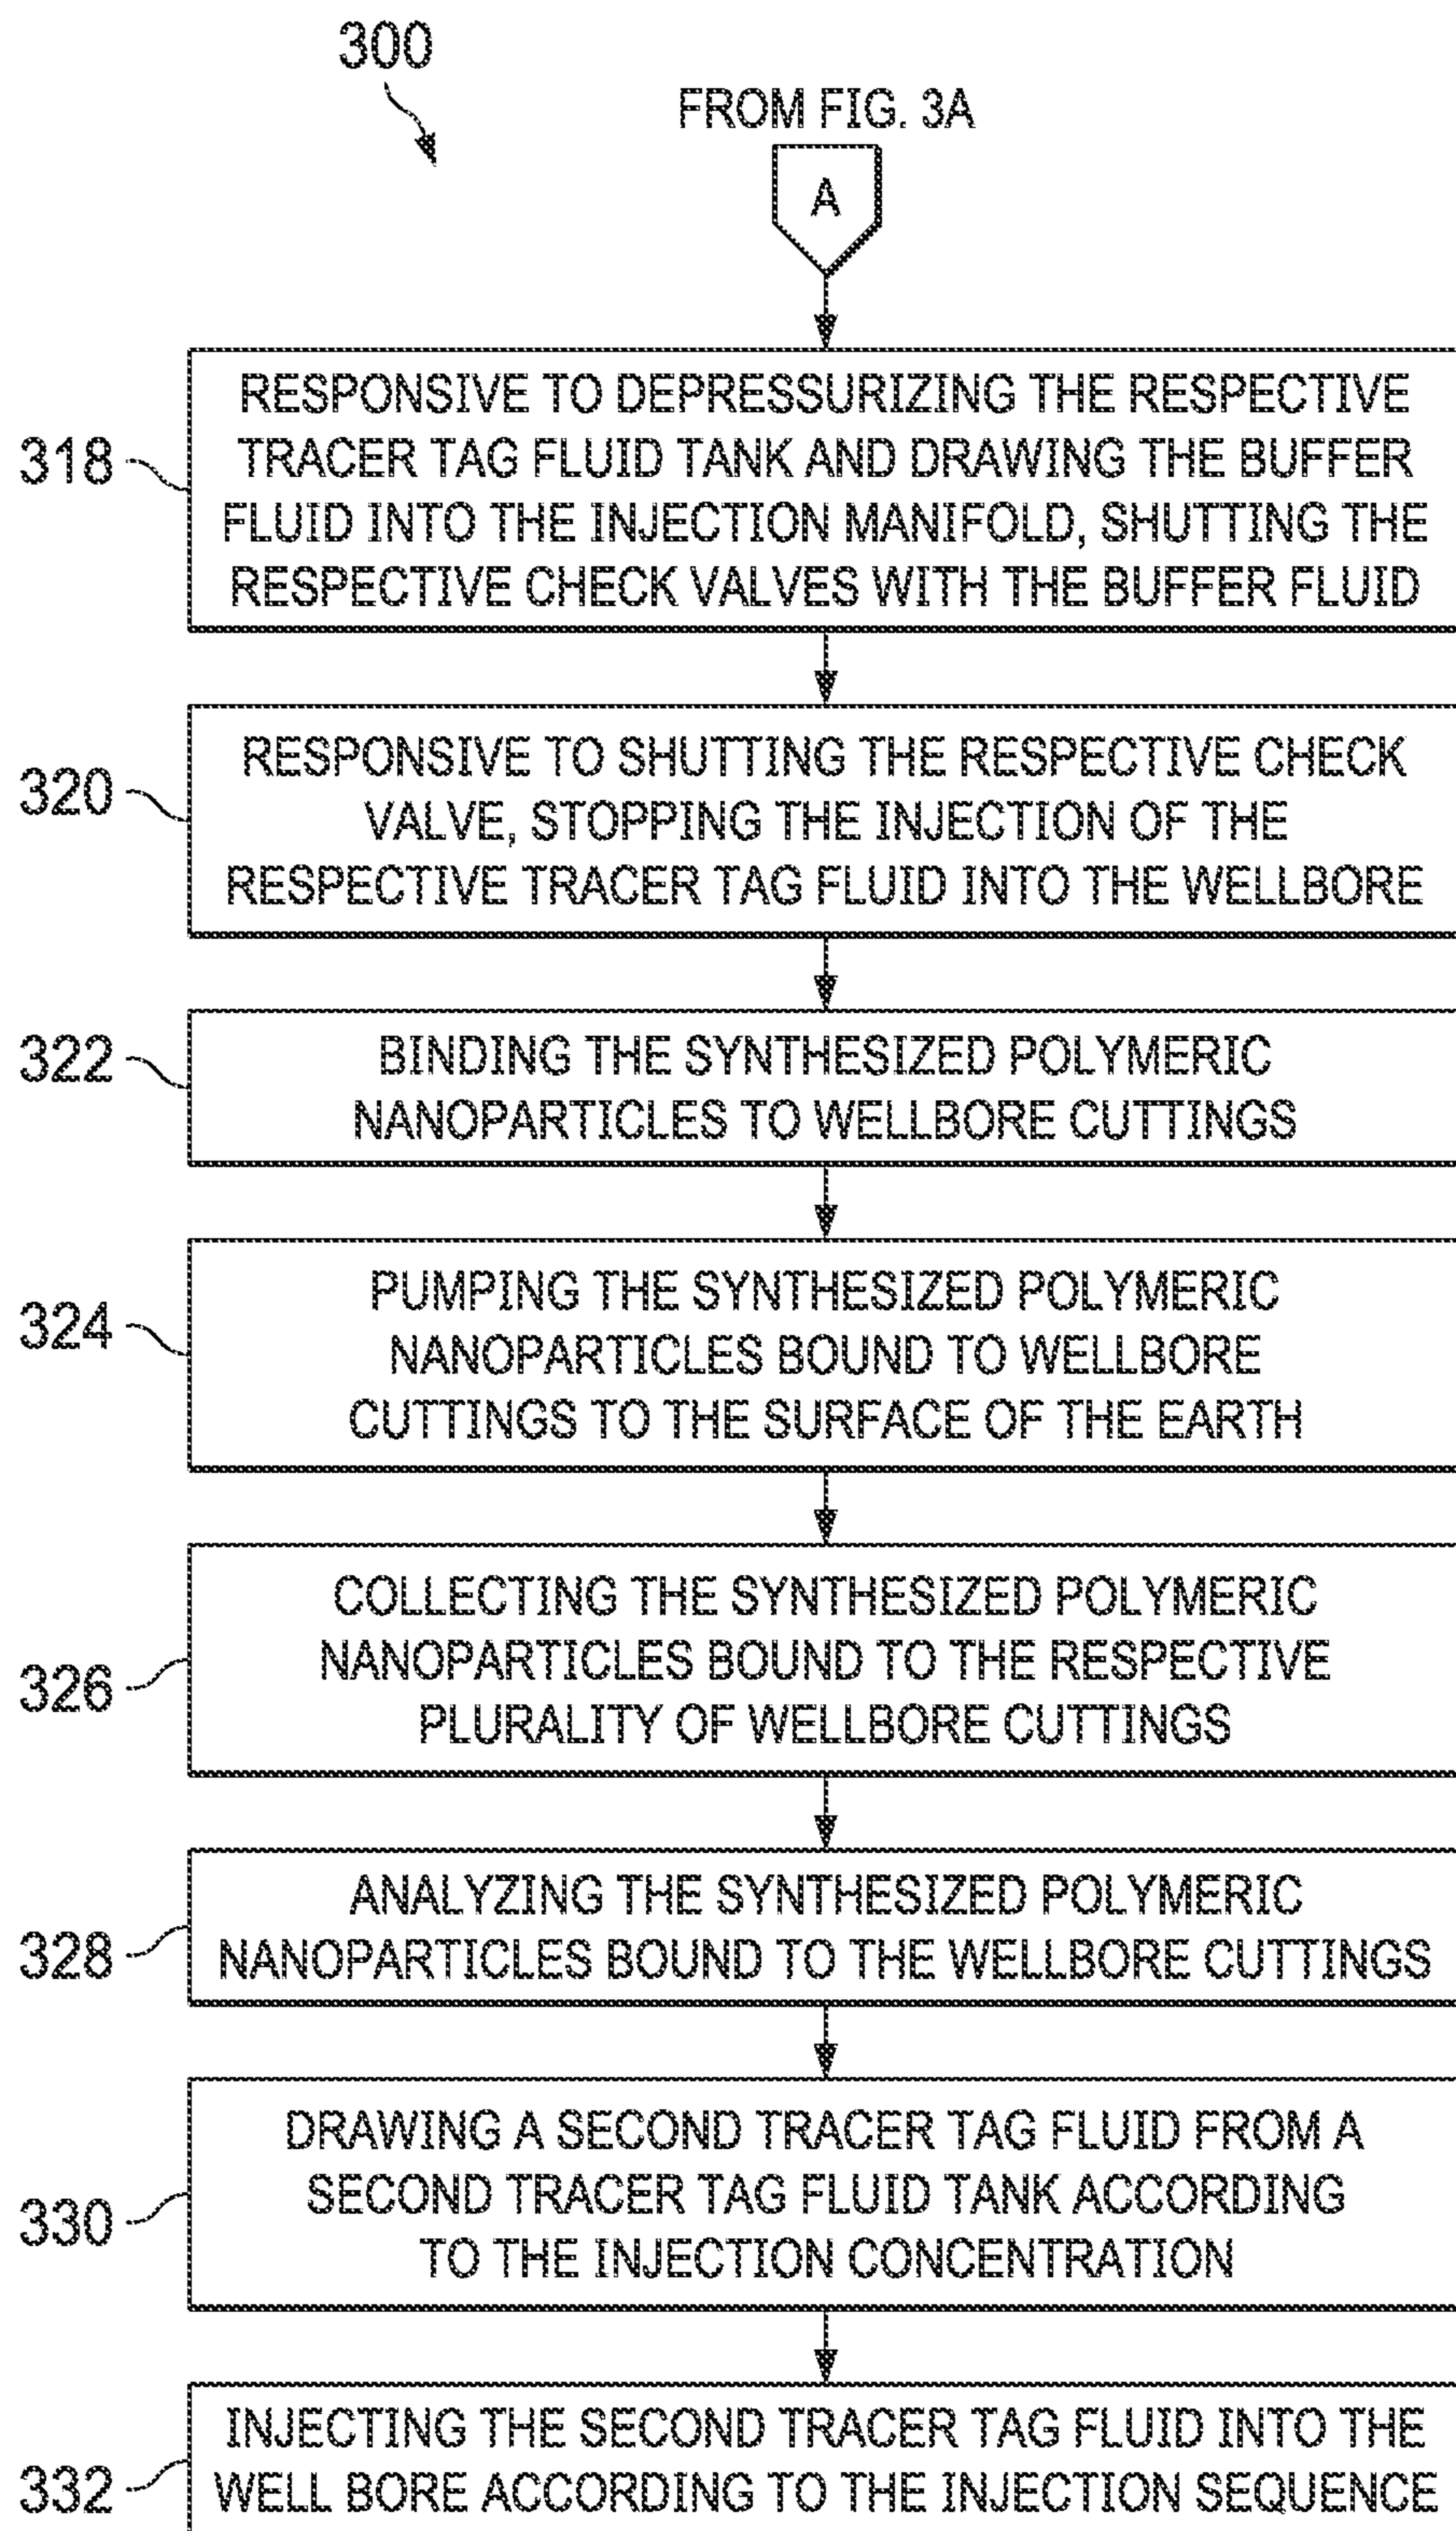 300
FROM FIG. 3A
A
318
RESPONSIVE TO DEPRESSURIZING THE RESPECTIVE
TRACER TAG FLUID TANK AND DRAWING THE BUFFER
FLUID INTO THE INJECTION MANIFOLD, SHUTTING THE
RESPECTIVE CHECK VALVES WITH THE BUFFER FLUID
320
RESPONSIVE TO SHUTTING THE RESPECTIVE CHECK
VALVE, STOPPING THE INJECTION OF THE
RESPECTIVE TRACER TAG FLUID INTO THE WELLBORE
322
BINDING THE SYNTHESIZED POLYMERIC
NANOPARTICLES TO WELLBORE CUTTINGS
324
PUMPING THE SYNTHESIZED POLYMERIC
NANOPARTICLES BOUND TO WELLBORE
CUTTINGS TO THE SURFACE OF THE EARTH
326
COLLECTING THE SYNTHESIZED POLYMERIC
NANOPARTICLES BOUND TO THE RESPECTIVE
PLURALITY OF WELLBORE CUTTINGS
328
ANALYZING THE SYNTHESIZED POLYMERIC
NANOPARTICLES BOUND TO THE WELLBORE CUTTINGS
330
DRAWING A SECOND TRACER TAG FLUID FROM A
SECOND TRACER TAG FLUID TANK ACCORDING
TO THE INJECTION CONCENTRATION
332
INJECTING THE SECOND TRACER TAG FLUID INTO THE
WELL BORE ACCORDING TO THE INJECTION SEQUENCE